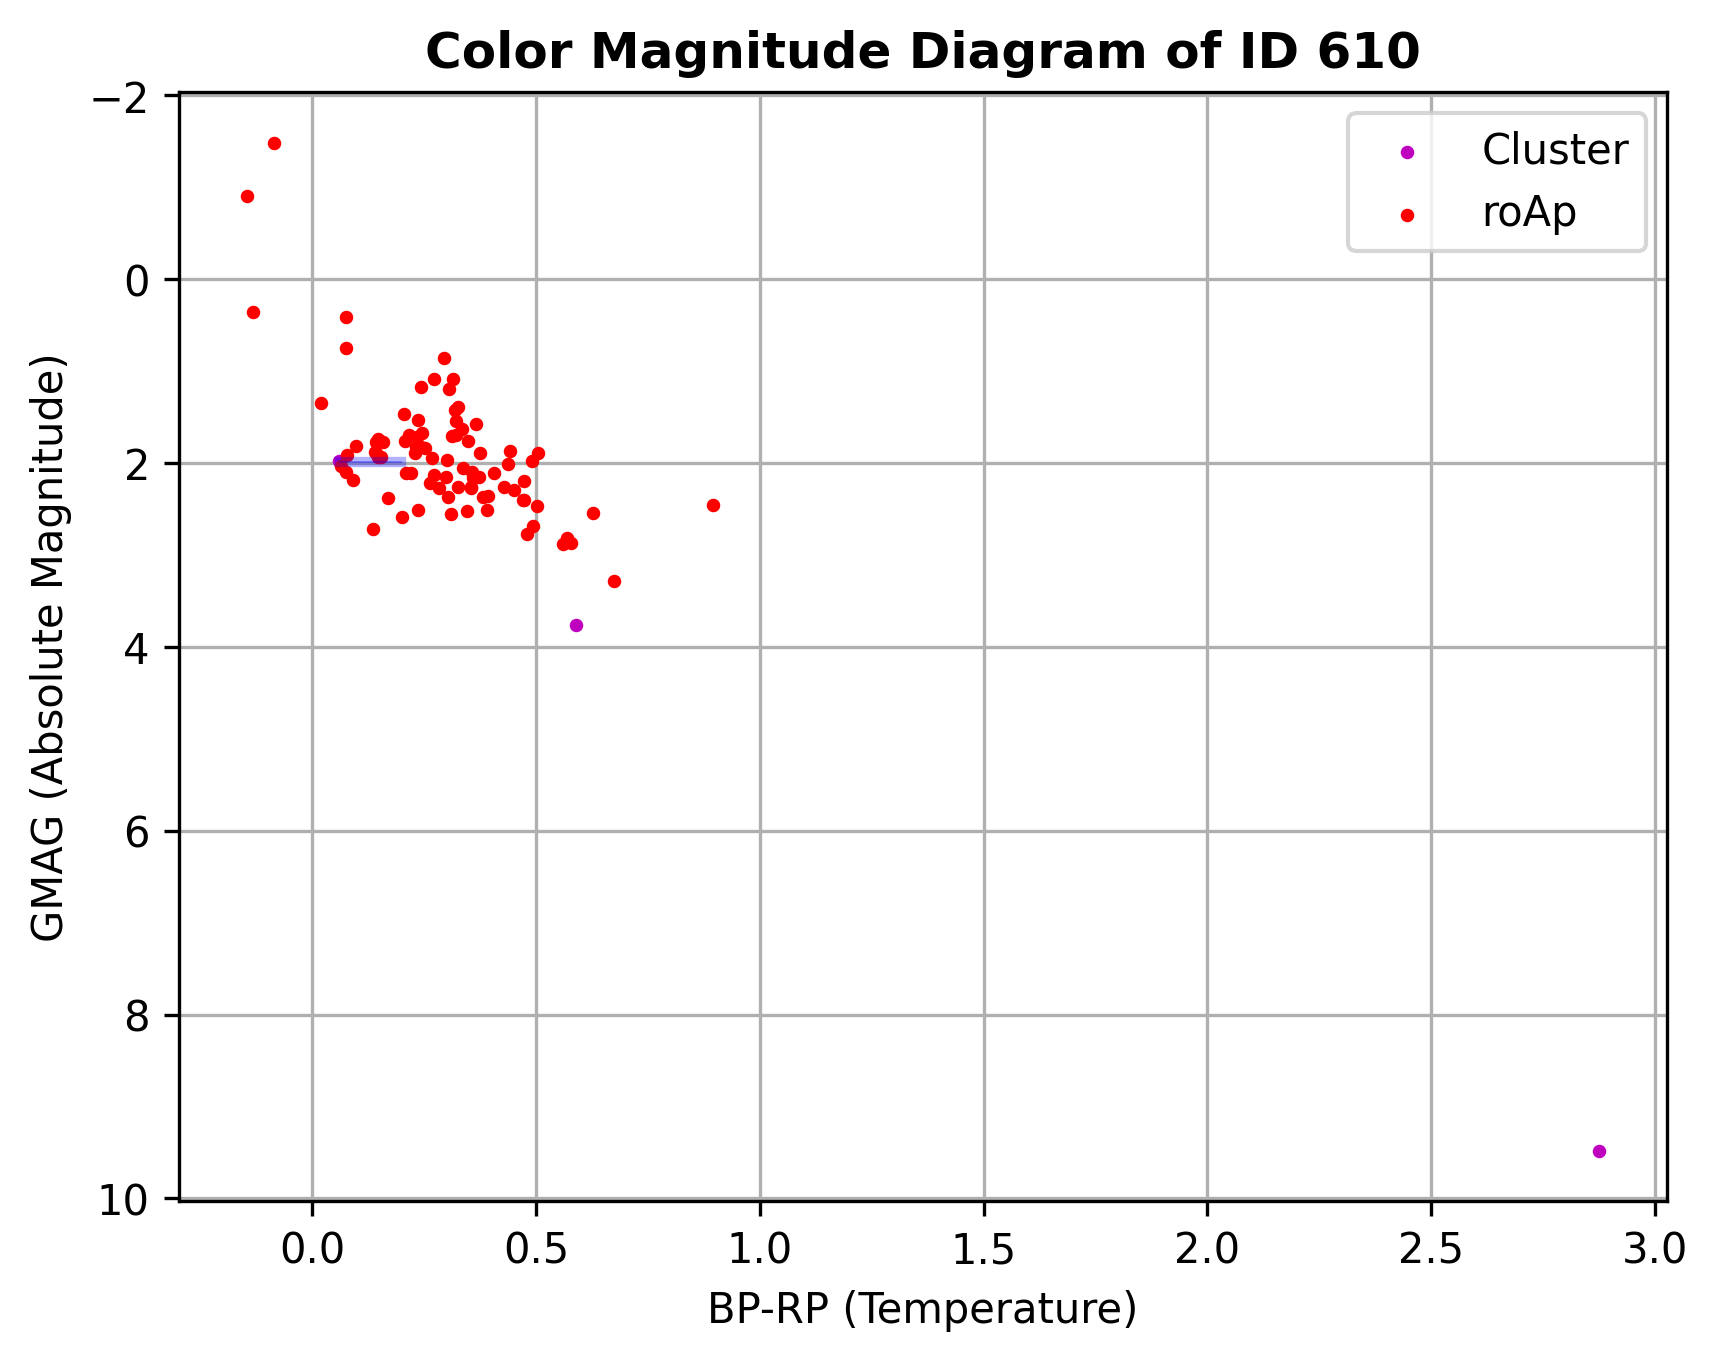 Color Magnitude Diagram of ID 610
−2
0
2
4
6
8
10
GMAG (Absolute Magnitude)
Cluster
roAp
0.0 0.5 1.0 1.5 2.0 2.5 3.0
BP-RP (Temperature)